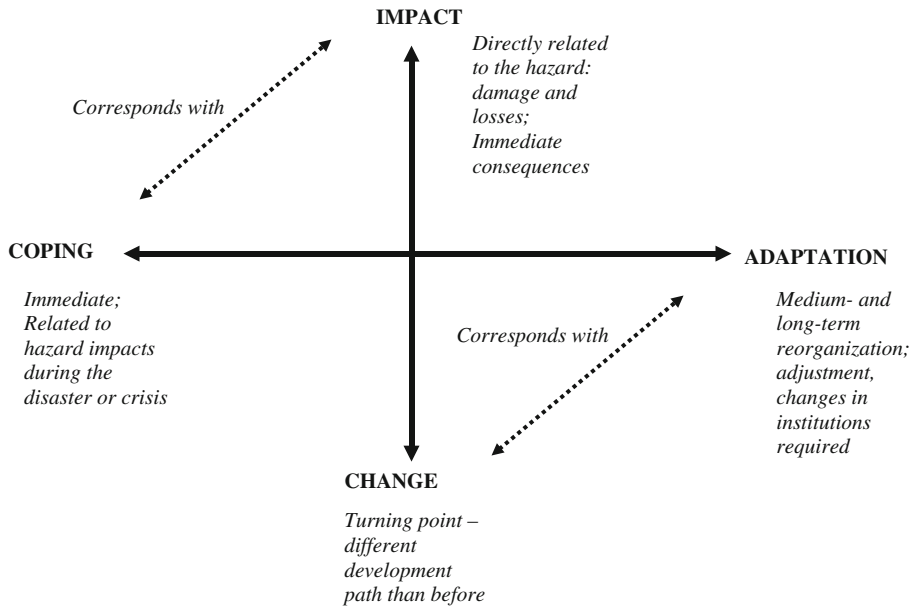 IMPACT
Directly related
to the hazard:
damage and
losses;
Immediate
consequences
Corresponds with
COPING
Immediate;
Related to
hazard impacts
during the
disaster or crisis
ADAPTATION
Medium- and
long-term
reorganization;
adjustment,
changes in
institutions
required
Corresponds with
CHANGE
Turning point –
different
development
path than before